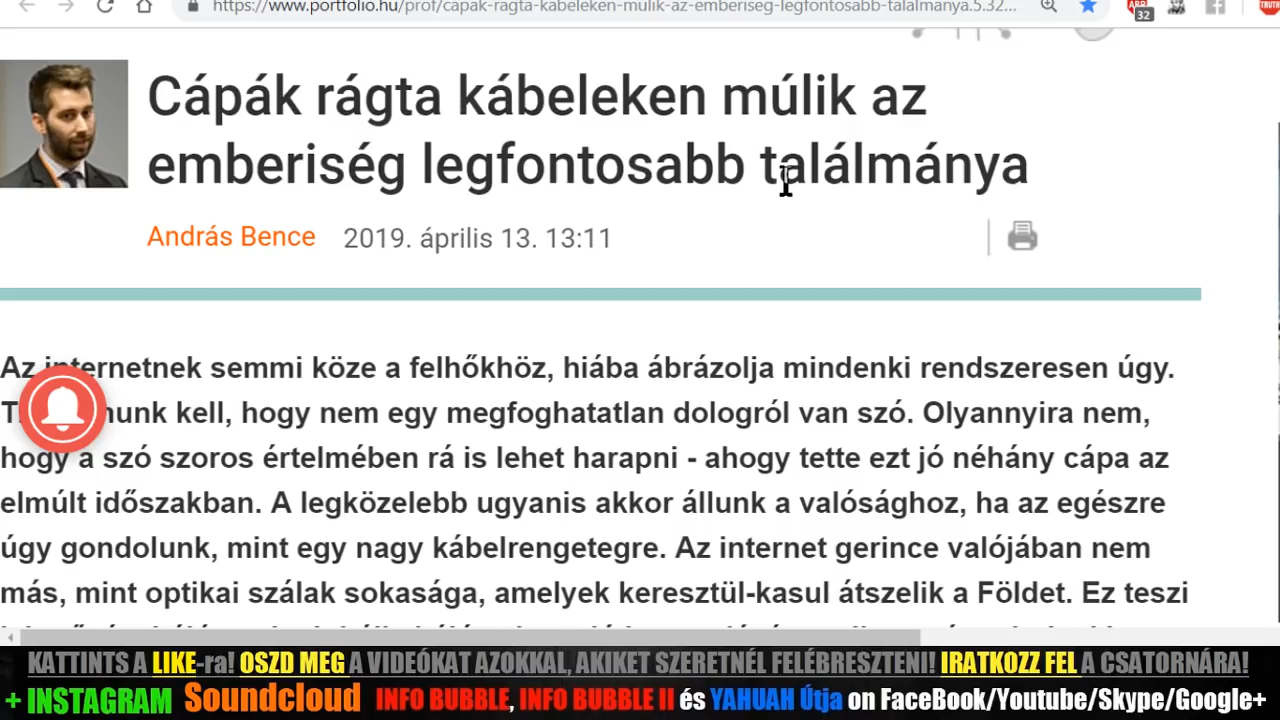 https://www.portfolio.hu/prof/capak-ragta-kabeleken-mulik-az-emberiseg-legfontosabb-talalmanya.5.32...
32
TRUTH
Cápák rágta kábeleken múlik az
emberiség legfontosabb találmánya
András Bence 2019. április 13. 13:11
Az internetnek semmi köze a felhőkhöz, hiába ábrázolja mindenki rendszeresen úgy.
kell, hogy nem egy megfoghatatlan dologról van szó. Olyannyira nem,
hogy a szó szoros értelmében rá is lehet harapni - ahogy tette ezt jó néhány cápa az
elmúlt időszakban. A legközelebb ugyanis akkor állunk a valósághoz, ha az egészre
úgy gondolunk, mint egy nagy kábelrengetegre. Az internet gerince valójában nem
más, mint optikai szálak sokasága, amelyek keresztül-kasul átszelik a Földet. Ez teszi
KATTINTS A LIKE-ra! OSZD MEG A VIDEÓKAT AZOKKAL, AKIKET SZERETNÉL FELÉBRESZTENI! IRATKOZZ FEL A CSATORNÁRA!
+ INSTAGRAM Soundcloud INFO BUBBLE, INFO BUBBLE II és YAHUAH Útja on FaceBook/Youtube/Skype/Google+